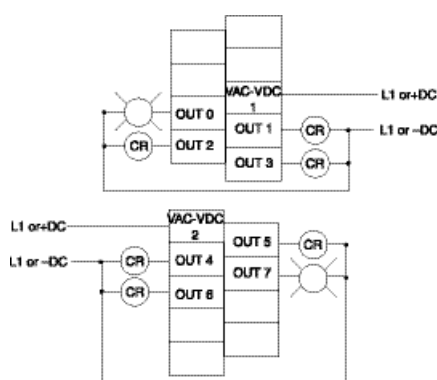 VAC-VDC
1
L1 or+DC
OUT 0
OUT 1
CR
L1 or –DC
CR
OUT 2
OUT 3
CR
L1 or+DC
VAC-VDC
2
OUT 5
CR
L1 or –DC
CR
OUT 4
OUT 7
CR
OUT 6